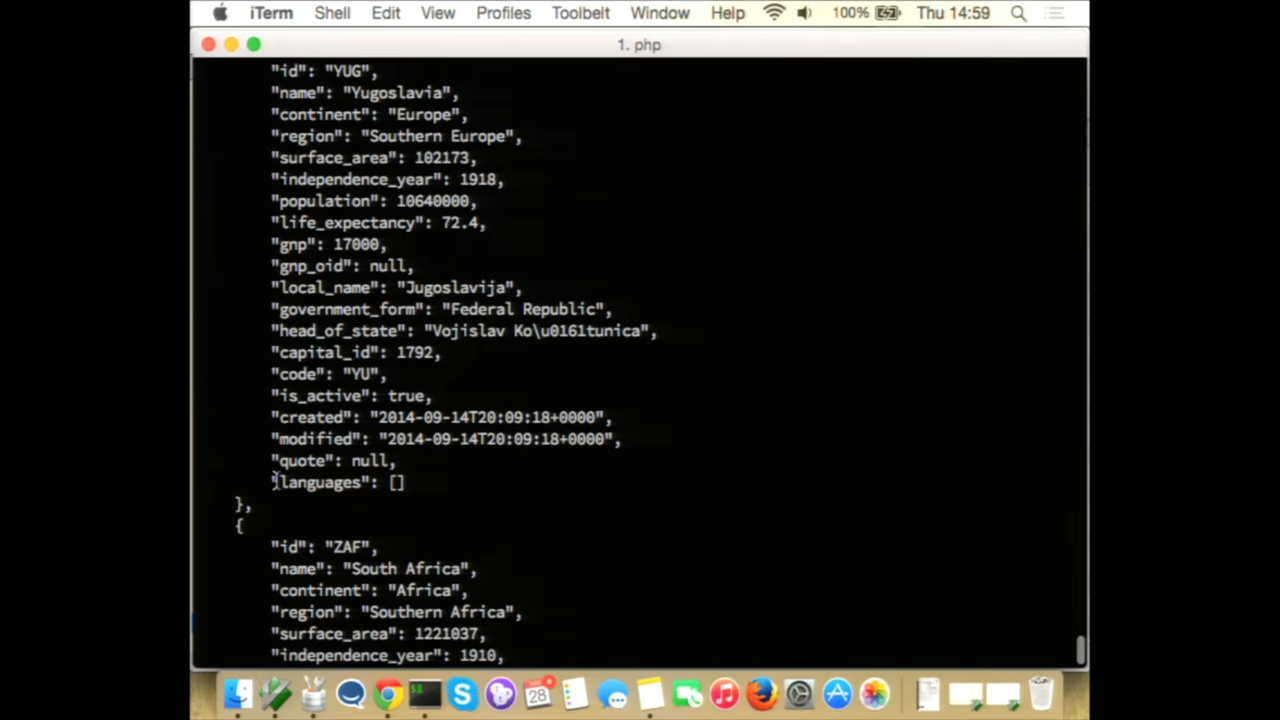 iTerm Shell Edit View Profiles Toolbelt Window Help 100% Thu 14:59
1. php
"id": "YUG",
"name": "Yugoslavia",
"continent": "Europe",
"region": "Southern Europe",
"surface_area": 102173,
"independence_year": 1918,
"population": 10640000,
"life_expectancy": 72.4,
"gnp": 17000,
"gnp_oid": null,
"local_name": "Jugoslavija",
"government_form": "Federal Republic",
"head_of_state": "Vojislav Ko\u0161tunica",
"capital_id": 1792,
"code": "YU",
"is_active": true,
"created": "2014-09-14T20:09:18+0000",
"modified": "2014-09-14T20:09:18+0000",
"quote": null,
"languages": []
},
{
"id": "ZAF",
"name": "South Africa",
"continent": "Africa",
"region": "Southern Africa",
"surface_area": 1221037,
"independence_year": 1910,
28